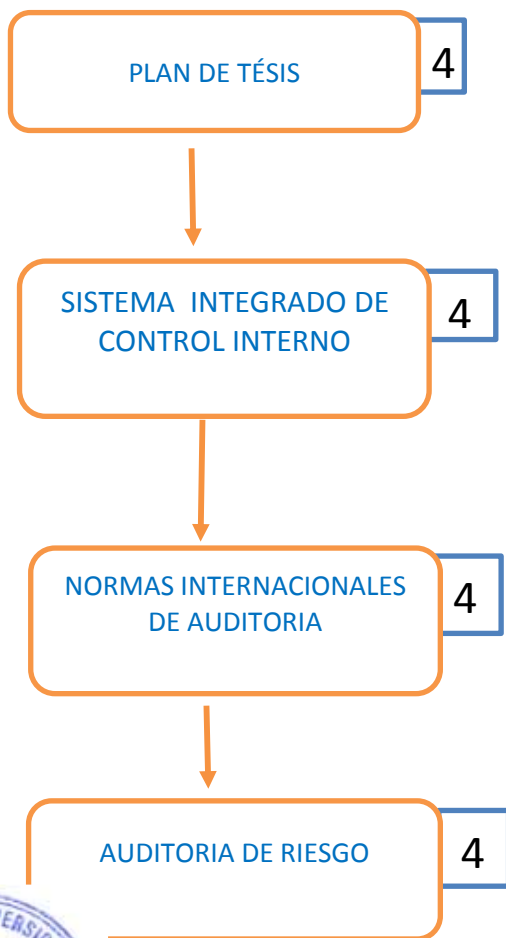 PLAN DE TÉSIS
4
SISTEMA INTEGRADO DE
CONTROL INTERNO
4
NORMAS INTERNACIONALES
DE AUDITORIA
4
AUDITORIA DE RIESGO
4